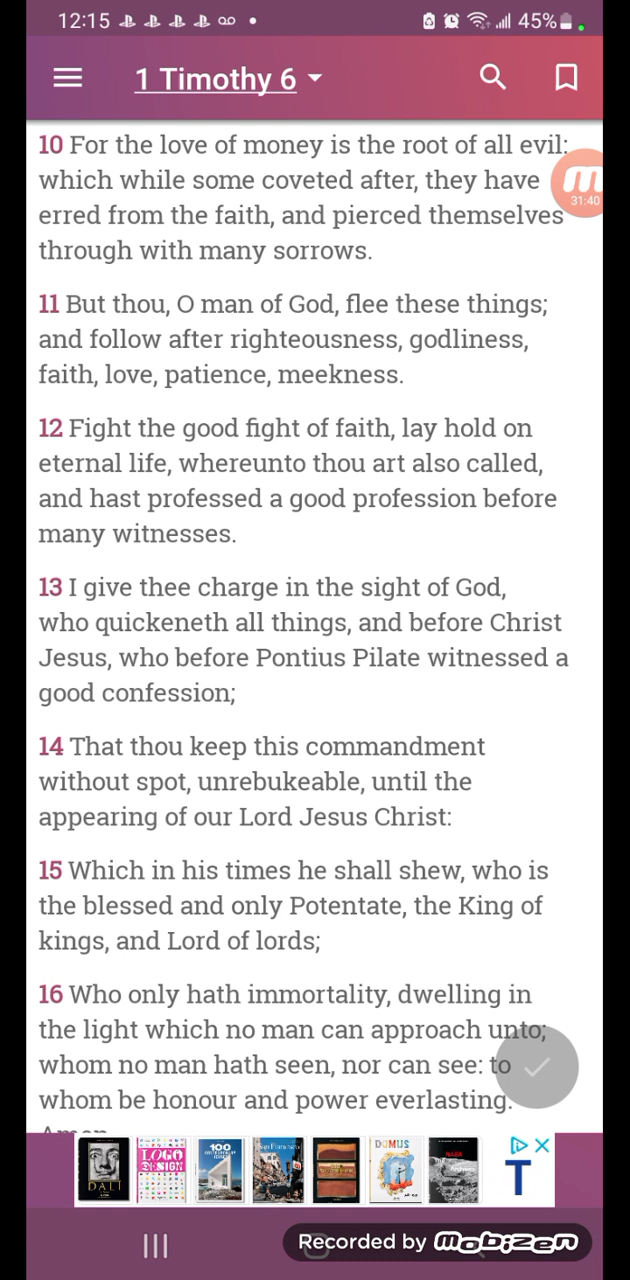 12:15
45%
1 Timothy 6
10 For the love of money is the root of all evil:
which while some coveted after, they have
erred from the faith, and pierced themselves
through with many sorrows.
31:40
11 But thou, O man of God, flee these things;
and follow after righteousness, godliness,
faith, love, patience, meekness.
12 Fight the good fight of faith, lay hold on
eternal life, whereunto thou art also called,
and hast professed a good profession before
many witnesses.
13 I give thee charge in the sight of God,
who quickeneth all things, and before Christ
Jesus, who before Pontius Pilate witnessed a
good confession;
14 That thou keep this commandment
without spot, unrebukeable, until the
appearing of our Lord Jesus Christ:
15 Which in his times he shall shew, who is
the blessed and only Potentate, the King of
kings, and Lord of lords;
16 Who only hath immortality, dwelling in
the light which no man can approach unto;
whom no man hath seen, nor can see: to
whom be honour and power everlasting.
DALI
LOGO
DESIGN
100
DOMUS
T
Recorded by mobizen